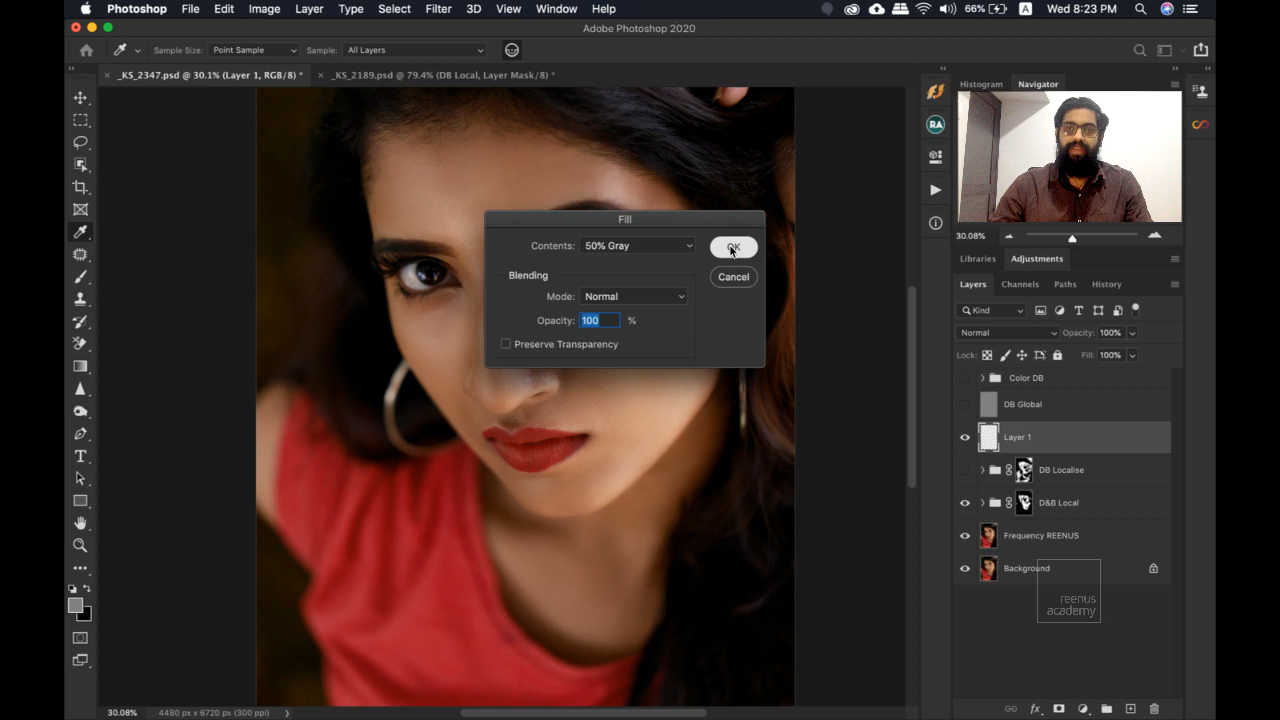 Photoshop File Edit Image Layer Type Select Filter 3D View Window Help 66% A Wed 8:23 PM
Adobe Photoshop 2020
Sample Size: Point Sample Sample: All Layers
× _KS_2347.psd @ 30.1% (Layer 1, RGB/8) * × _KS_2189.psd @ 79.4% (DB Local, Layer Mask/8) *
Histogram Navigator
RA
Fill
Contents: 50% Gray OK
Blending Cancel
Mode: Normal
Opacity: 100 %
Preserve Transparency
30.08%
Libraries Adjustments
Layers Channels Paths History
Kind
Normal Opacity: 100%
Lock: Fill: 100%
Color DB
DB Global
Layer 1
DB Localise
D&B Local
Frequency REENUS
Background
reenus
academy
30.08% 4480 px x 6720 px (300 ppi)